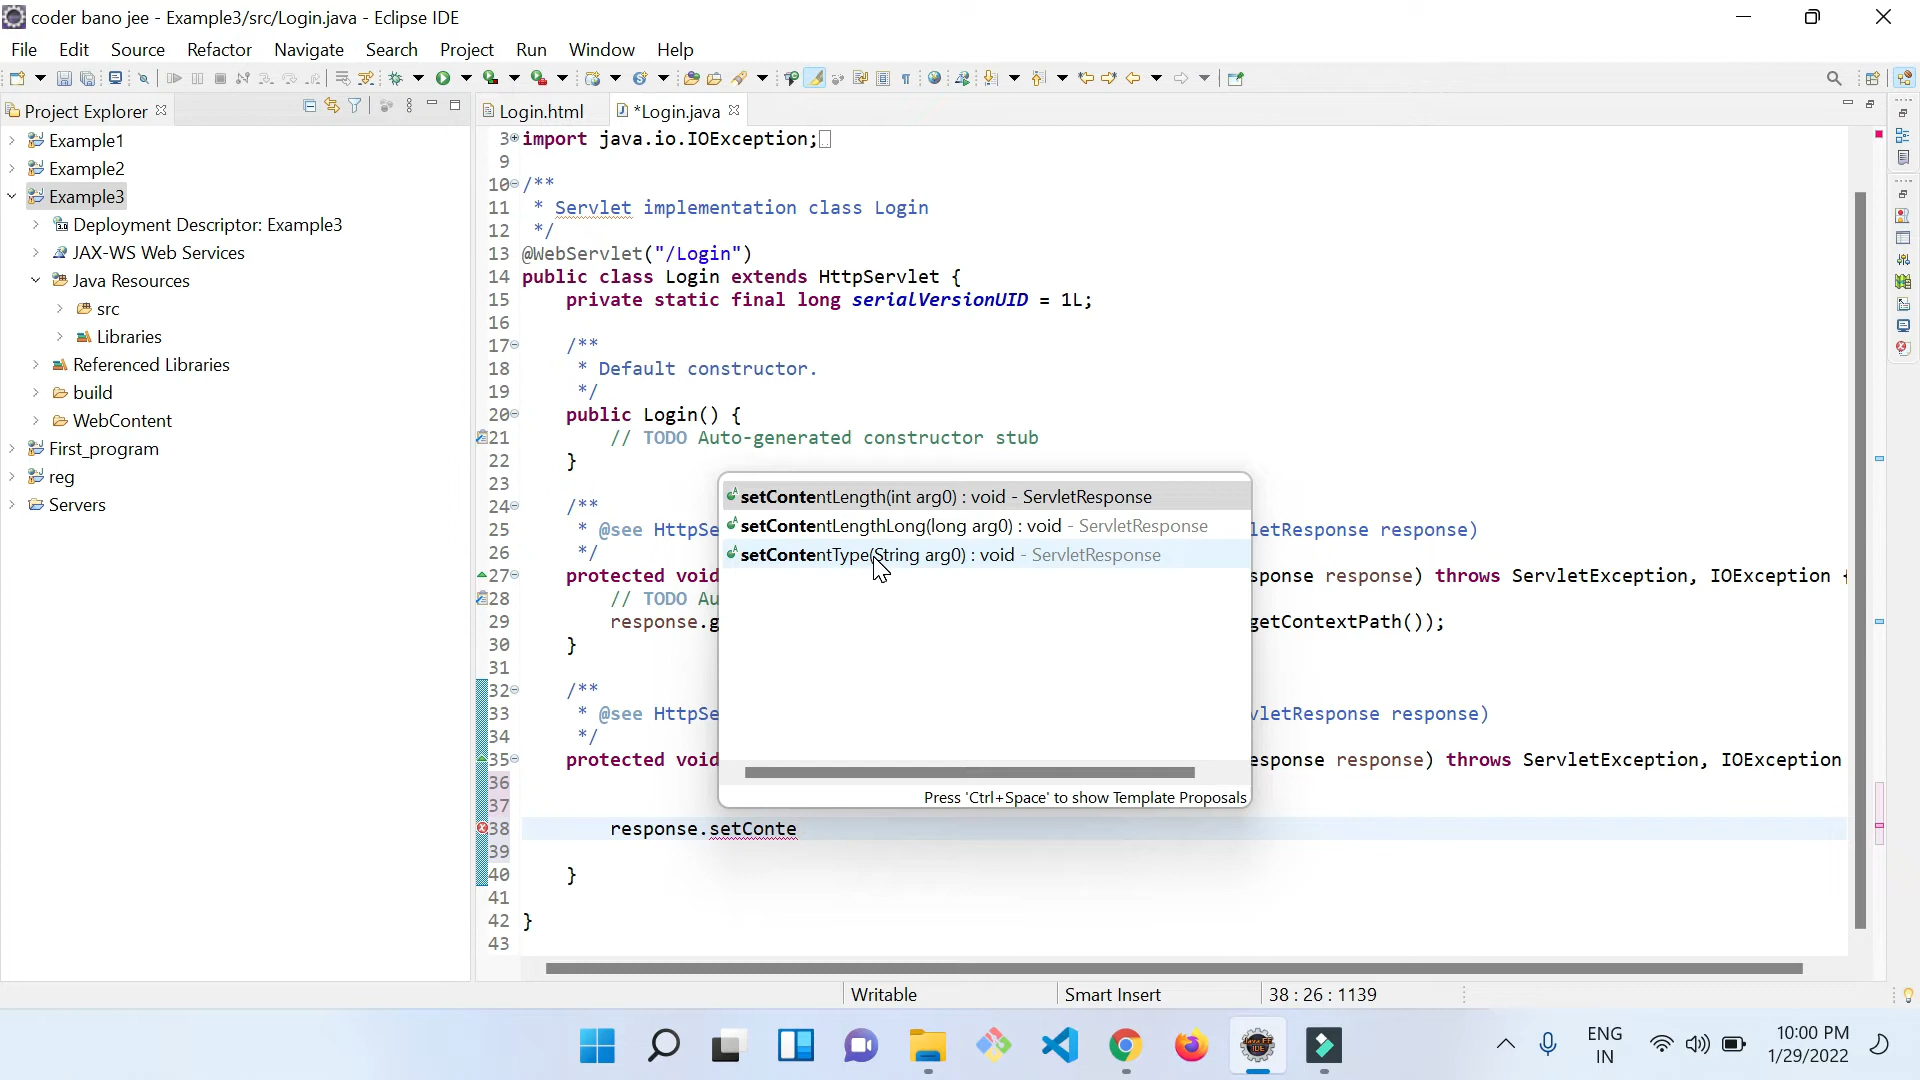 coder bano jee - Example3/src/Login.java - Eclipse IDE
File Edit Source Refactor Navigate Search Project Run Window Help
Project Explorer
Login.html
*Login.java
Example1
Example2
Example3
Deployment Descriptor: Example3
JAX-WS Web Services
Java Resources
src
Libraries
Referenced Libraries
build
WebContent
First_program
reg
Servers
3 import java.io.IOException;
9
10 /**
11 * Servlet implementation class Login
12 */
13 @WebServlet("/Login")
14 public class Login extends HttpServlet {
15 private static final long serialVersionUID = 1L;
16
17 /**
18 * Default constructor.
19 */
20 public Login() {
21 // TODO Auto-generated constructor stub
22 }
23
24 /**
25 * @see HttpSe letResponse response)
26 */
27 protected void sponse response) throws ServletException, IOException {
28 // TODO Au
29 response.g getContextPath());
30 }
31
32 /**
33 * @see HttpSe vletResponse response)
34 */
35 protected void esponse response) throws ServletException, IOException
36
37
38 response.setConte
39
40 }
41
42 }
43
setContentLength(int arg0) : void - ServletResponse
setContentLengthLong(long arg0) : void - ServletResponse
setContentType(String arg0) : void - ServletResponse
Press 'Ctrl+Space' to show Template Proposals
Writable
Smart Insert
38 : 26 : 1139
ENG
IN
10:00 PM
1/29/2022